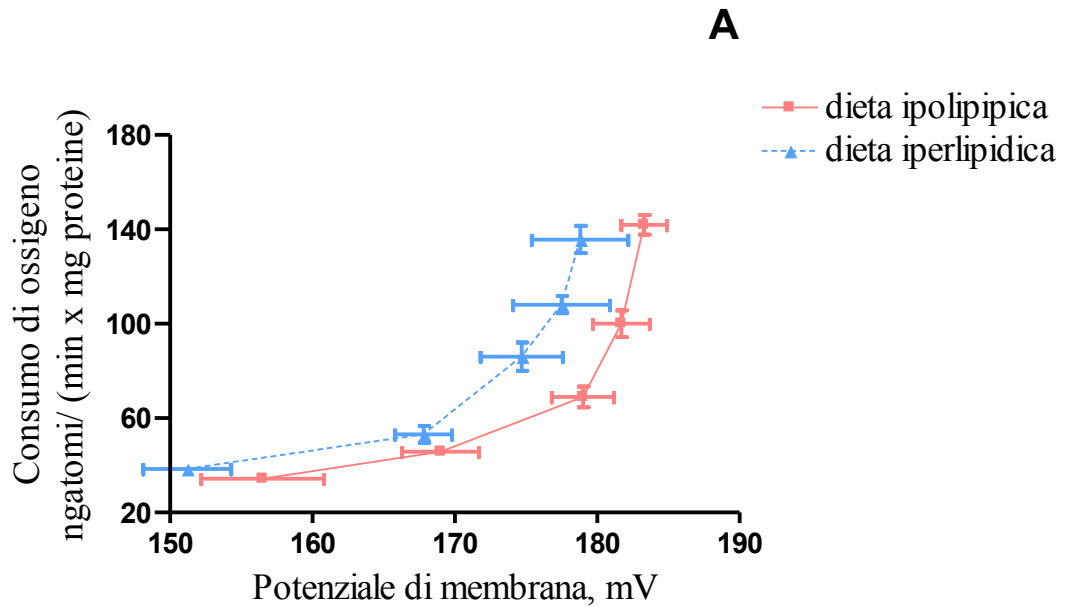 A
dieta ipolipipica
dieta iperlipidica
Consumo di ossigeno
ngatomi/ (min x mg proteine)
180
140
100
60
20
150 160 170 180 190
Potenziale di membrana, mV